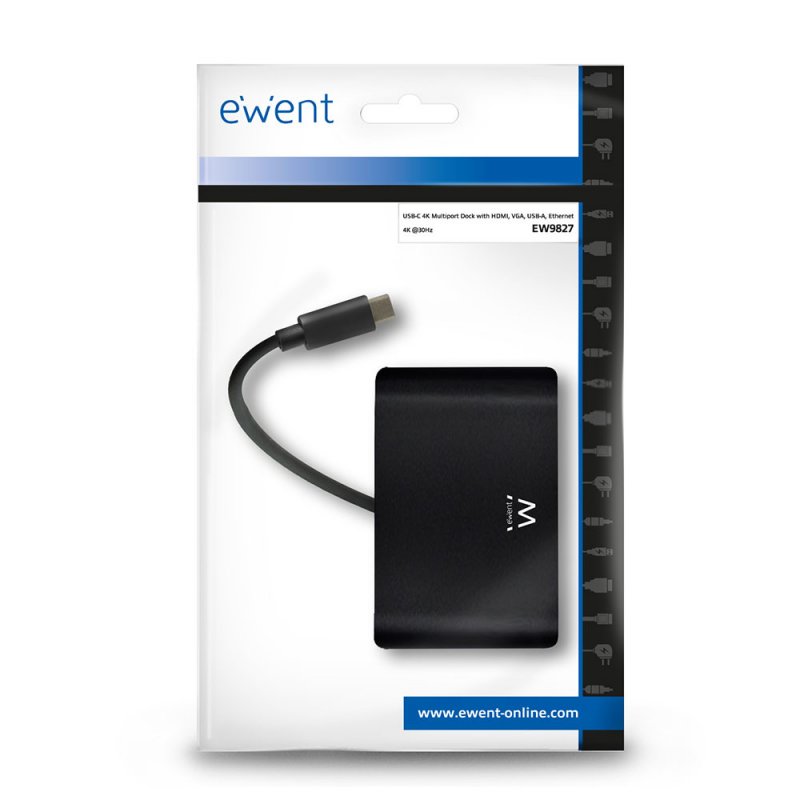 ewent
USB-C 4K Multiport Dock with HDMI, VGA, USB-A, Ethernet
4K @30Hz
EW9827
ewent
www.ewent-online.com